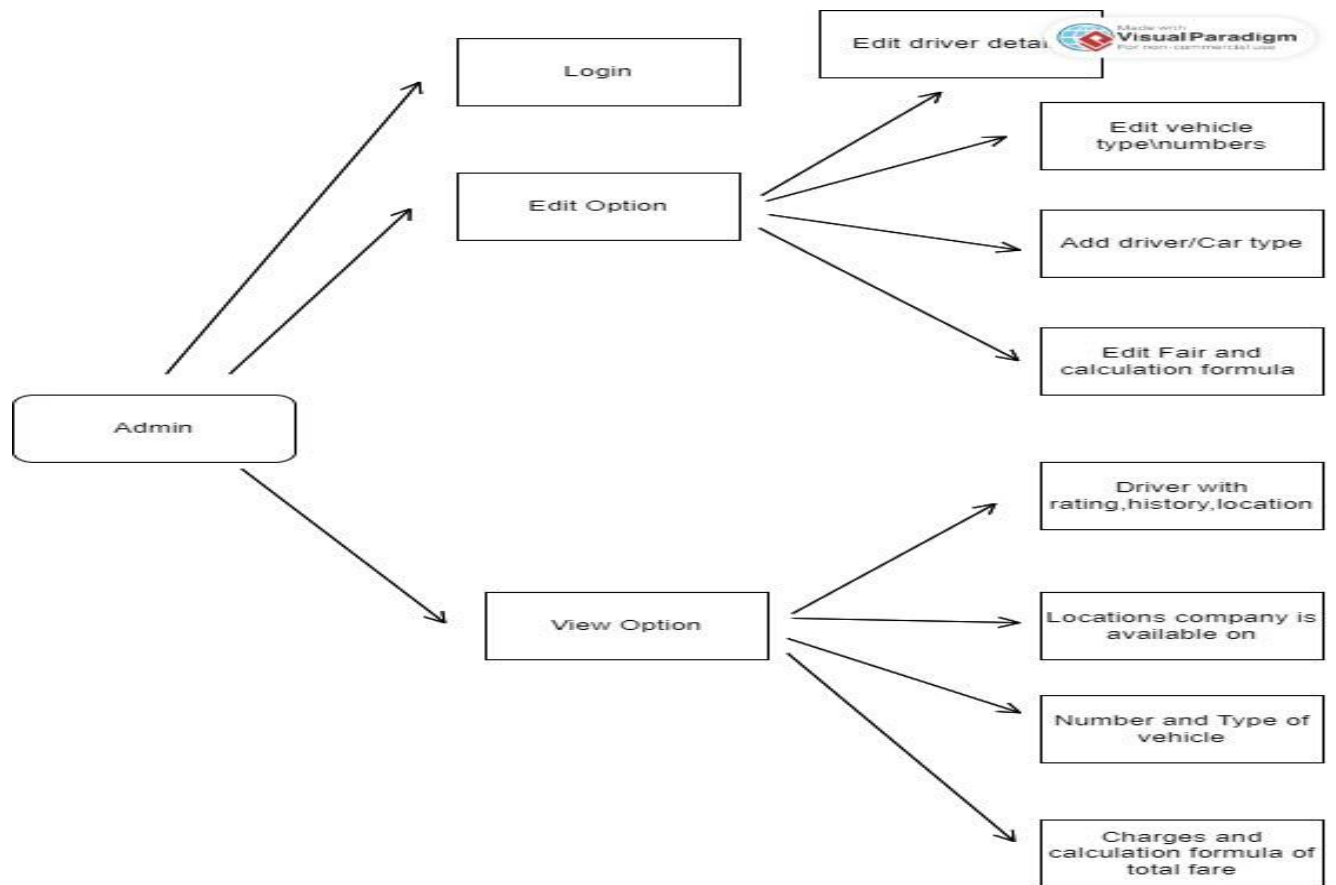 Edit driver
Made with
Visual Paradigm
For non-commercial use
Login
Edit vehicle
type\numbers
Edit Option
Add driver/Car type
Edit Fair and
calculation formula
Admin
Driver with
rating,history,location
View Option
Locations company is
available on
Number and Type of
vehicle
Charges and
calculation formula of
total fare